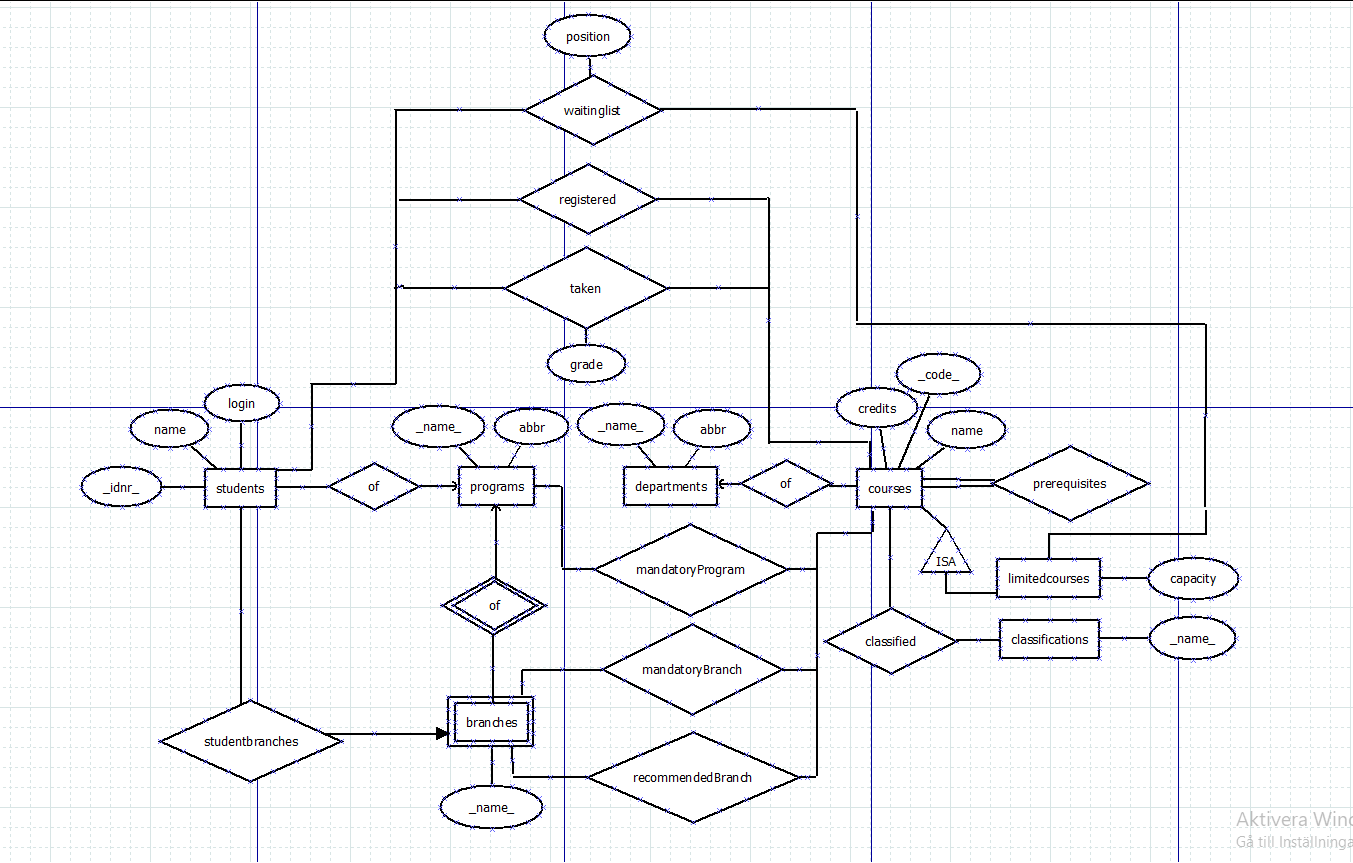 position
waitinglist
registered
taken
grade
_code_
login
credits
name
_name_
abbr
_name_
abbr
name
_idnr_
students
of
programs
departments
of
courses
prerequisites
ISA
mandatoryProgram
limitedcourses
capacity
of
classified
classifications
_name_
mandatoryBranch
branches
studentbranches
recommendedBranch
_name_
Aktivera Wind
Gå till Inställninga